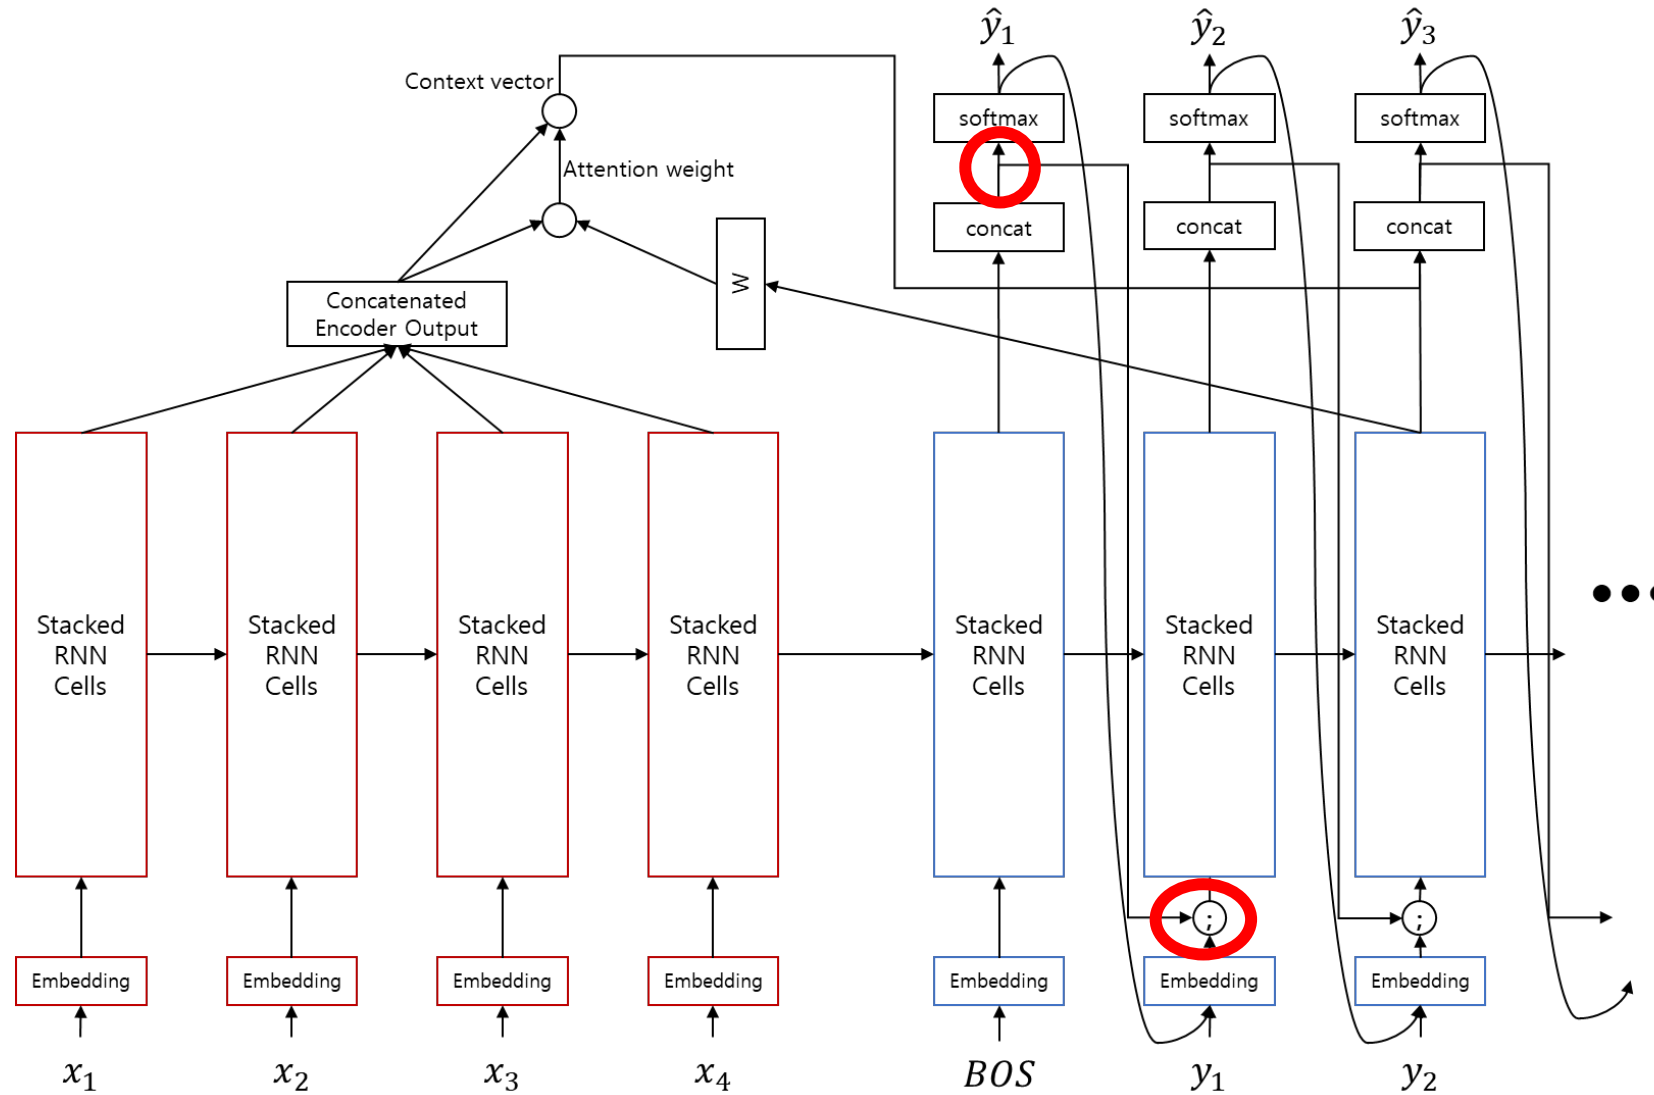 ŷ1 ŷ2 ŷ3
Context vector
softmax softmax softmax
Attention weight
concat concat concat
W
Concatenated
Encoder Output
Stacked Stacked Stacked Stacked Stacked Stacked Stacked
RNN RNN RNN RNN RNN RNN RNN
Cells Cells Cells Cells Cells Cells Cells
; ;
Embedding Embedding Embedding Embedding Embedding Embedding Embedding
x1 x2 x3 x4 BOS y1 y2